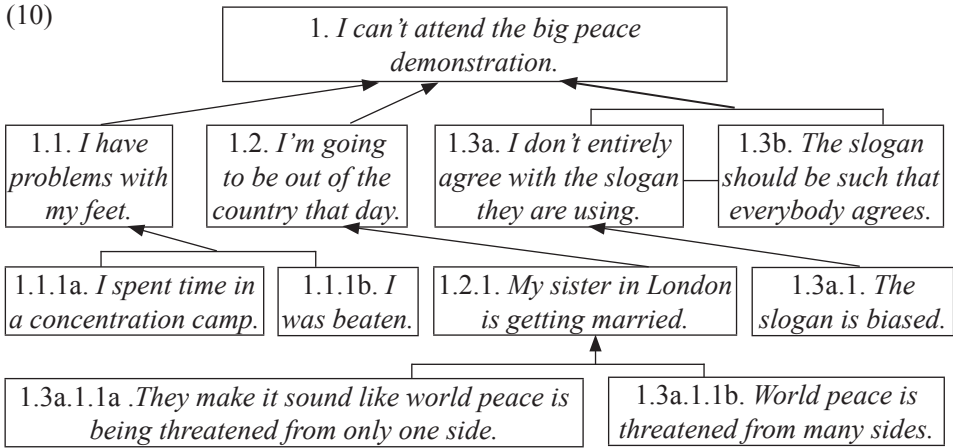 (10)
1. I can't attend the big peace
demonstration.
1.1. I have
problems with
my feet.
1.2. I'm going
to be out of the
country that day.
1.3a. I don't entirely
agree with the slogan
they are using.
1.3b. The slogan
should be such that
everybody agrees.
1.1.1a. I spent time in
a concentration camp.
1.1.1b. I
was beaten.
1.2.1. My sister in London
is getting married.
1.3a.1. The
slogan is biased.
1.3a.1.1a .They make it sound like world peace is
being threatened from only one side.
1.3a.1.1b. World peace is
threatened from many sides.